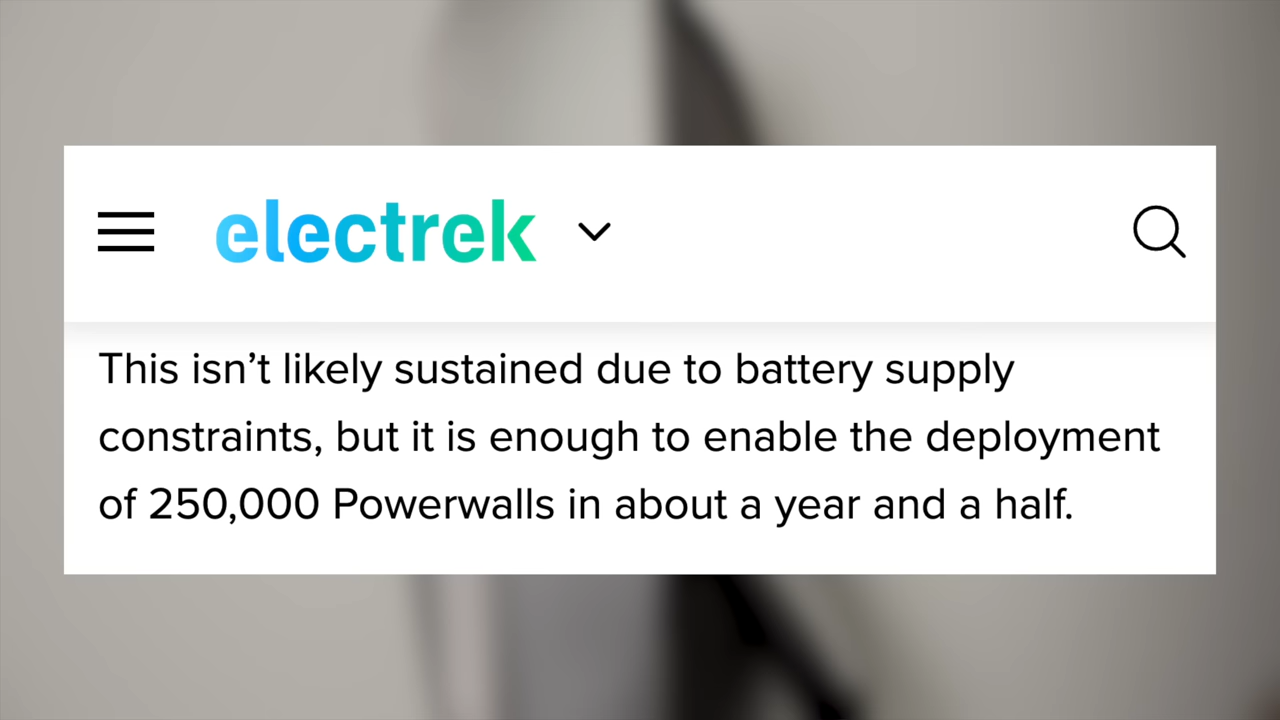 electrek
This isn’t likely sustained due to battery supply
constraints, but it is enough to enable the deployment
of 250,000 Powerwalls in about a year and a half.